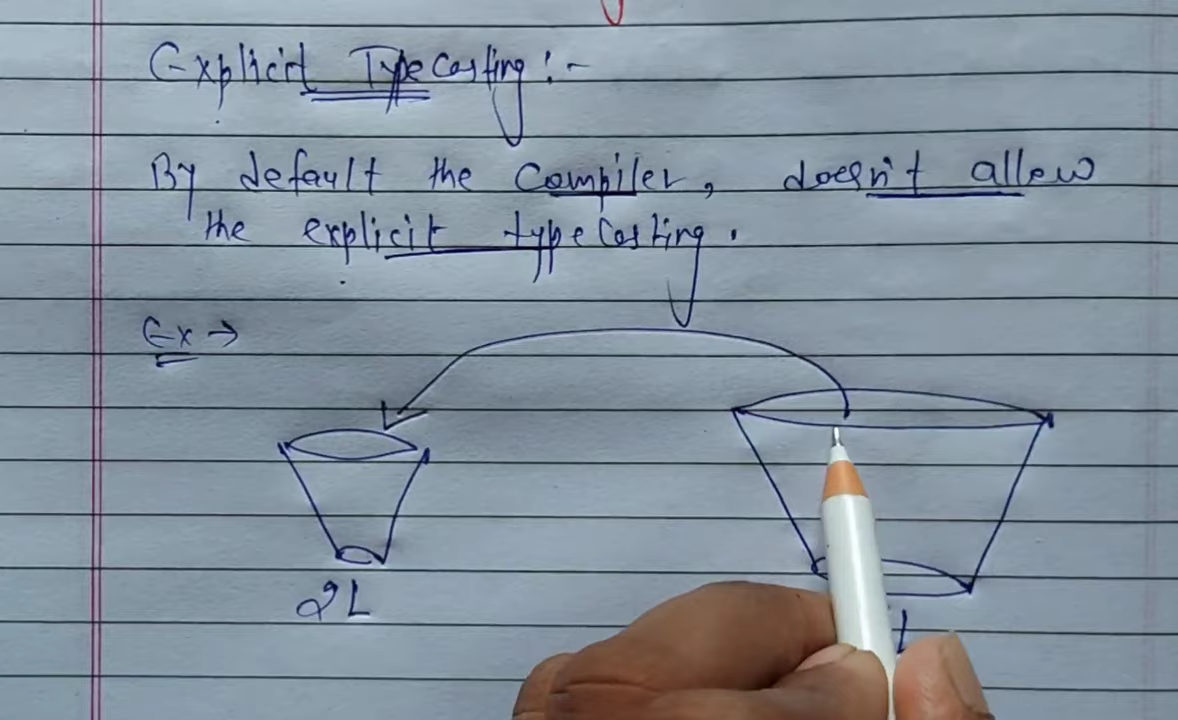 Explicit Typecasting :-
By default the Compiler, doesn't allow
the explicit typecasting.
Ex →
2L
L